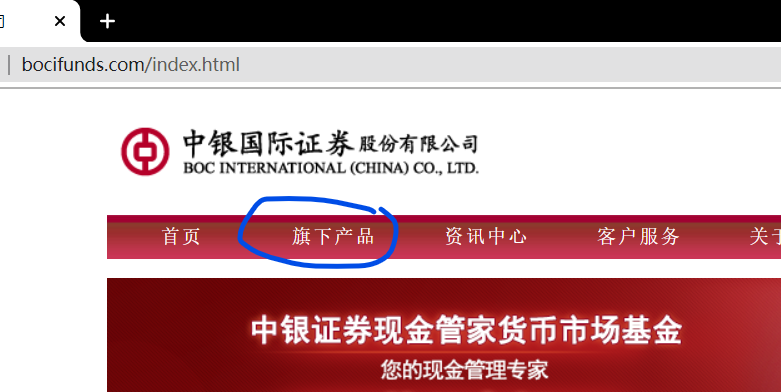 bocifunds.com/index.html
中银国际证券股份有限公司
BOC INTERNATIONAL (CHINA) CO., LTD.
首页 旗下产品 资讯中心 客户服务 关于
中银证券现金管家货币市场基金
您的现金管理专家